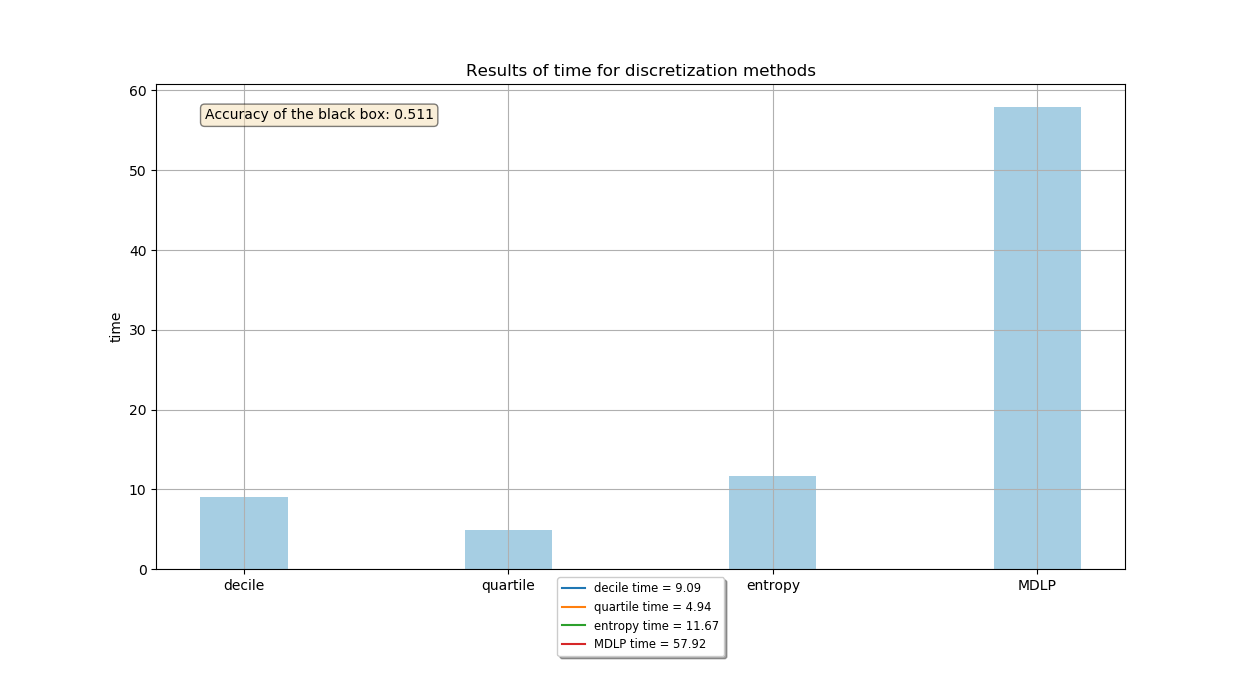 Results of time for discretization methods
Accuracy of the black box: 0.511
60
50
40
30
20
10
0
time
decile quartile entropy MDLP
decile time = 9.09
quartile time = 4.94
entropy time = 11.67
MDLP time = 57.92